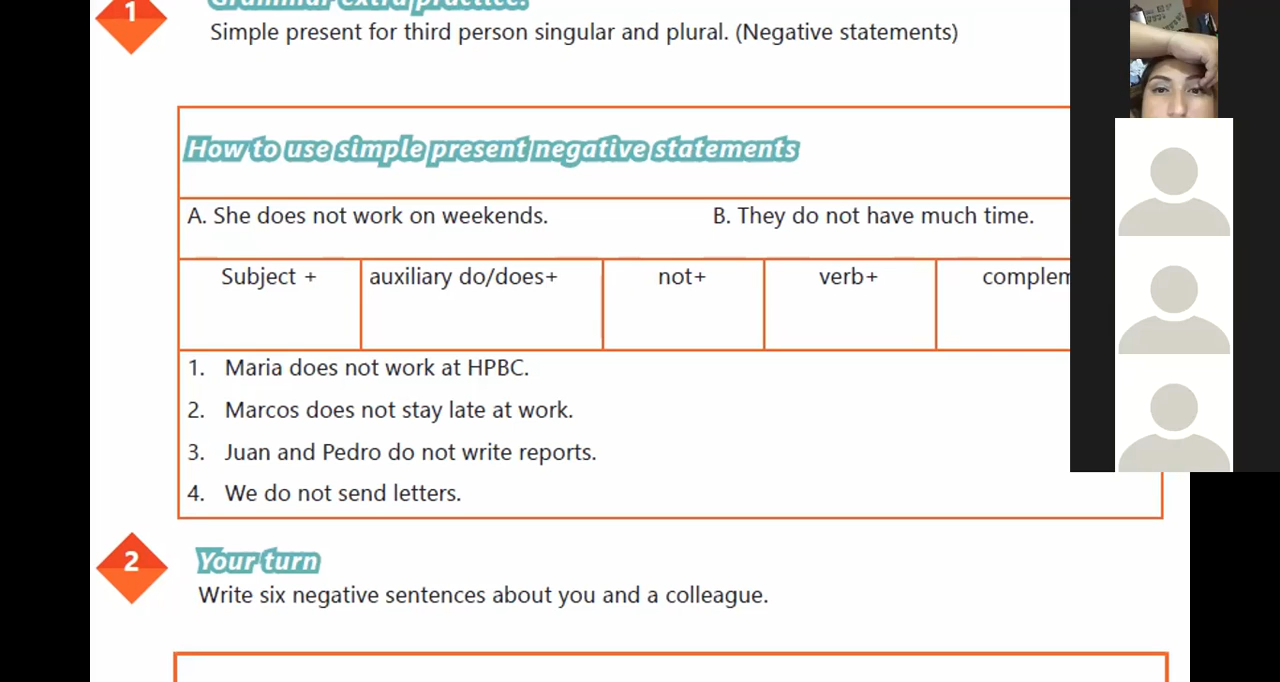 1
Grammar extra practice.
Simple present for third person singular and plural. (Negative statements)
How to use simple present negative statements
A. She does not work on weekends. B. They do not have much time.
Subject + auxiliary do/does+ not+ verb+ complem
1. Maria does not work at HPBC.
2. Marcos does not stay late at work.
3. Juan and Pedro do not write reports.
4. We do not send letters.
2
Your turn
Write six negative sentences about you and a colleague.